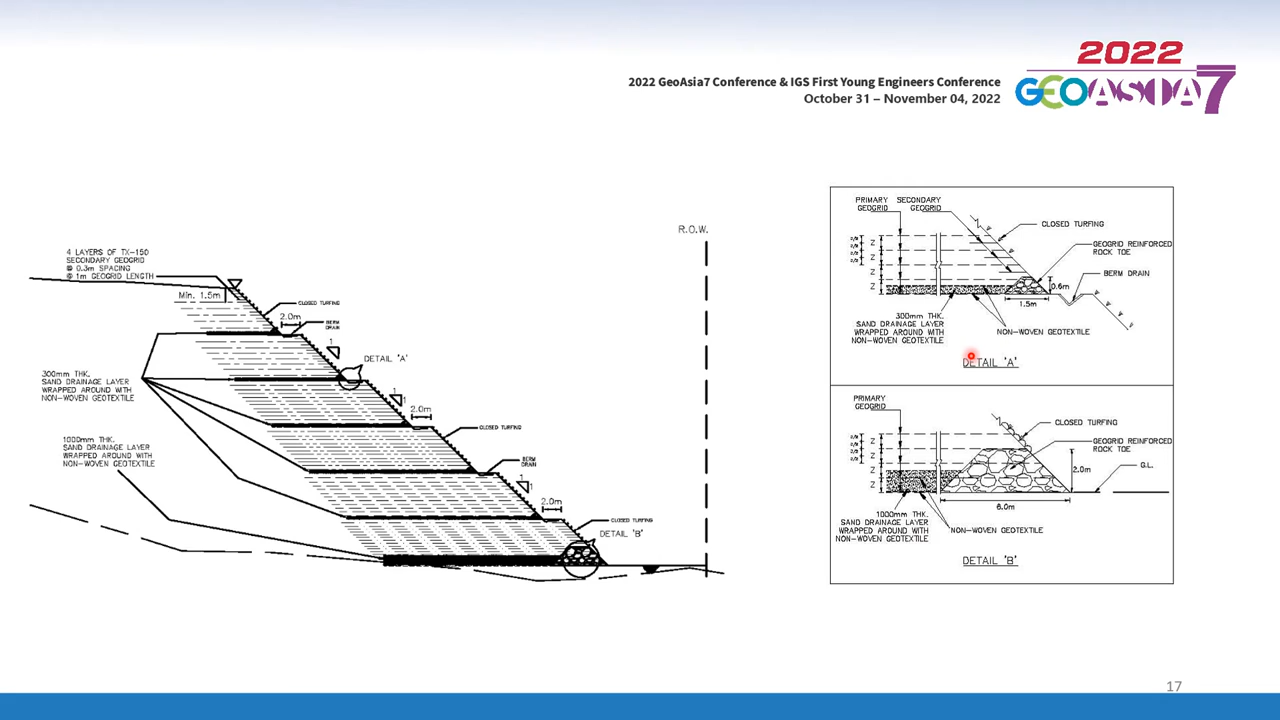 2022
2022 GeoAsia7 Conference & IGS First Young Engineers Conference
October 31 – November 04, 2022
GEOASIA7
R.O.W.
4 LAYERS OF TX-150
SECONDARY GEOGRID
@ 0.3m SPACING
@ 1m GEOGRID LENGTH
Min. 1.5m
CLOSED TURFING
2.0m
BERM
DRAIN
1
DETAIL 'A'
300mm THK.
SAND DRAINAGE LAYER
WRAPPED AROUND WITH
NON-WOVEN GEOTEXTILE
1
1
2.0m
CLOSED TURFING
1000mm THK.
SAND DRAINAGE LAYER
WRAPPED AROUND WITH
NON-WOVEN GEOTEXTILE
BERM
DRAIN
1
1
2.0m
CLOSED TURFING
DETAIL 'B'
PRIMARY
GEOGRID
SECONDARY
GEOGRID
CLOSED TURFING
GEOGRID REINFORCED
ROCK TOE
Z
Z
Z
Z
BERM DRAIN
0.6m
1.5m
300mm THK.
SAND DRAINAGE LAYER
WRAPPED AROUND WITH
NON-WOVEN GEOTEXTILE
NON-WOVEN GEOTEXTILE
DETAIL 'A'
PRIMARY
GEOGRID
CLOSED TURFING
GEOGRID REINFORCED
ROCK TOE
Z
Z
Z
Z
2.0m
G.L.
6.0m
1000mm THK.
SAND DRAINAGE LAYER
WRAPPED AROUND WITH
NON-WOVEN GEOTEXTILE
NON-WOVEN GEOTEXTILE
DETAIL 'B'
17